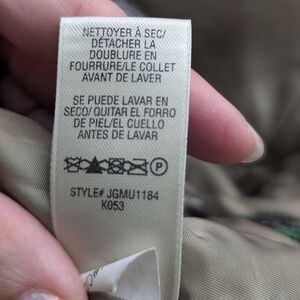 NETTOYER À SEC/
DÉTACHER LA
DOUBLURE EN
FOURRURE/LE COLLET
AVANT DE LAVER
SE PUEDE LAVAR EN
SECO/ QUITAR EL FORRO
DE PIEL/EL CUELLO
ANTES DE LAVAR
P
STYLE# JGMU1184
K053